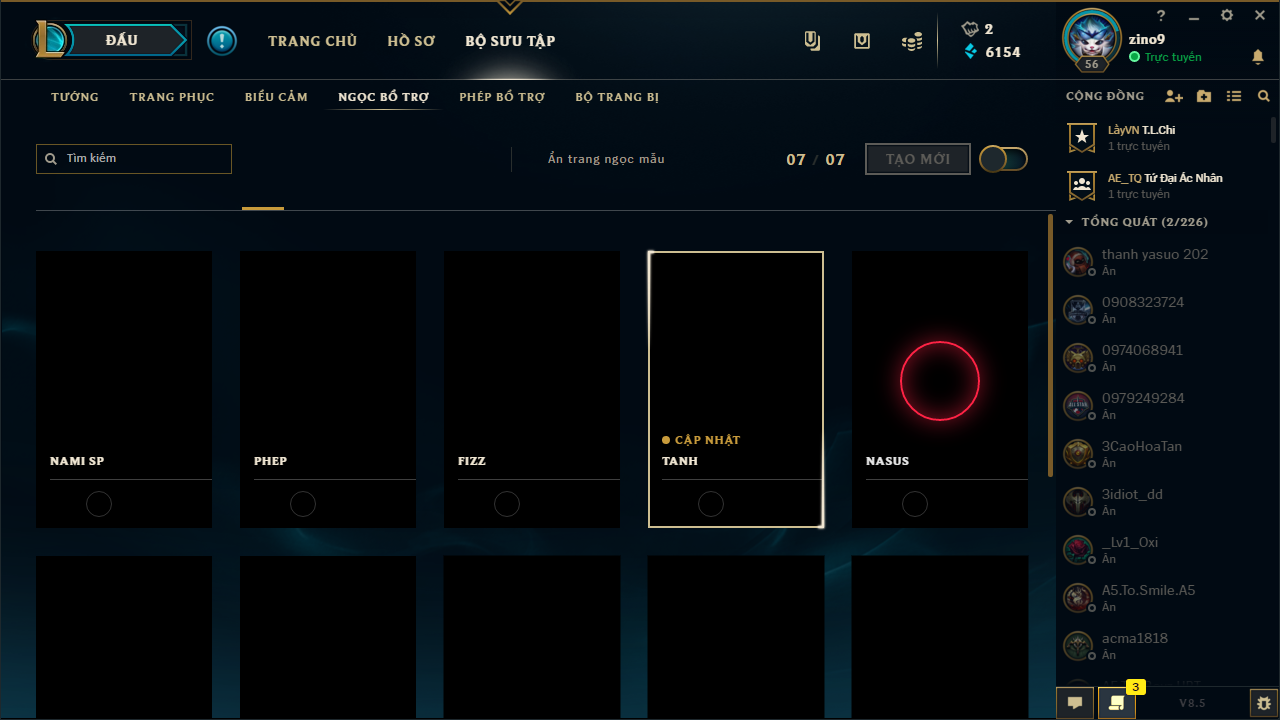 ĐẤU
TRANG CHỦ
HỒ SƠ
BỘ SƯU TẬP
2
6154
56
zino9
Trực tuyến
TƯỚNG
TRANG PHỤC
BIỂU CẢM
NGỌC BỔ TRỢ
PHÉP BỔ TRỢ
BỘ TRANG BỊ
CỘNG ĐỒNG
Tìm kiếm
Ẩn trang ngọc mẫu
07 / 07
TẠO MỚI
LầyVN T.L.Chi
1 trực tuyến
AE_TQ Tứ Đại Ác Nhân
1 trực tuyến
TỔNG QUÁT (2/226)
thanh yasuo 202
Ẩn
0908323724
Ẩn
0974068941
Ẩn
0979249284
Ẩn
3CaoHoaTan
Ẩn
3idiot_dd
Ẩn
_Lv1_Oxi
Ẩn
A5.To.Smile.A5
Ẩn
acma1818
Ẩn
NAMI SP
PHEP
FIZZ
CẬP NHẬT
TANH
NASUS
3
V8.5